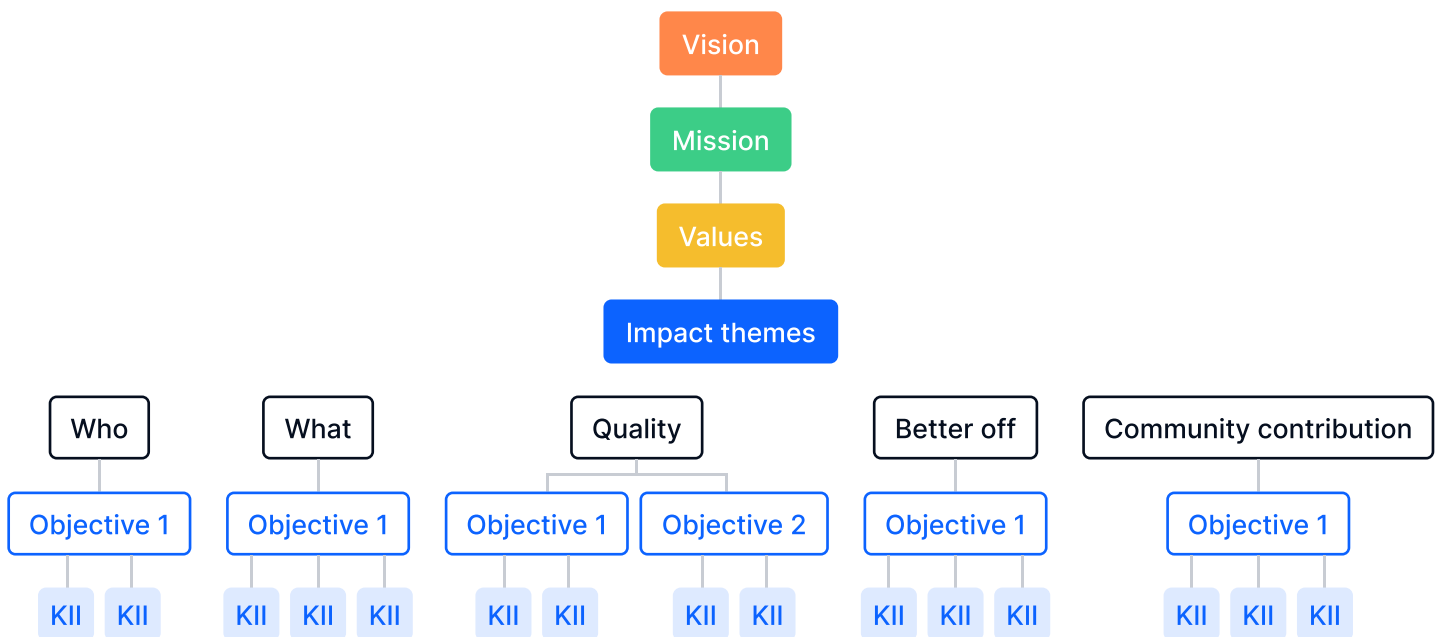 Vision
Mission
Values
Impact themes
Who What Quality Better off Community contribution
Objective 1 Objective 1 Objective 1 Objective 2 Objective 1 Objective 1
KII KII KII KII KII KII KII KII KII KII KII KII KII KII KII